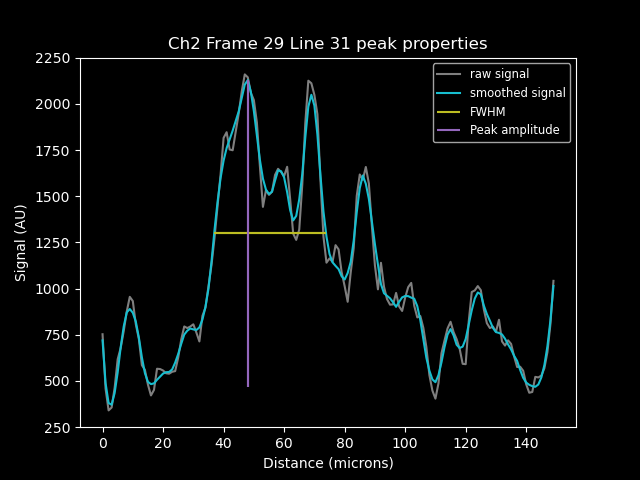 Ch2 Frame 29 Line 31 peak properties
raw signal
smoothed signal
FWHM
Peak amplitude
Signal (AU)
2250
2000
1750
1500
1250
1000
750
500
250
0 20 40 60 80 100 120 140
Distance (microns)